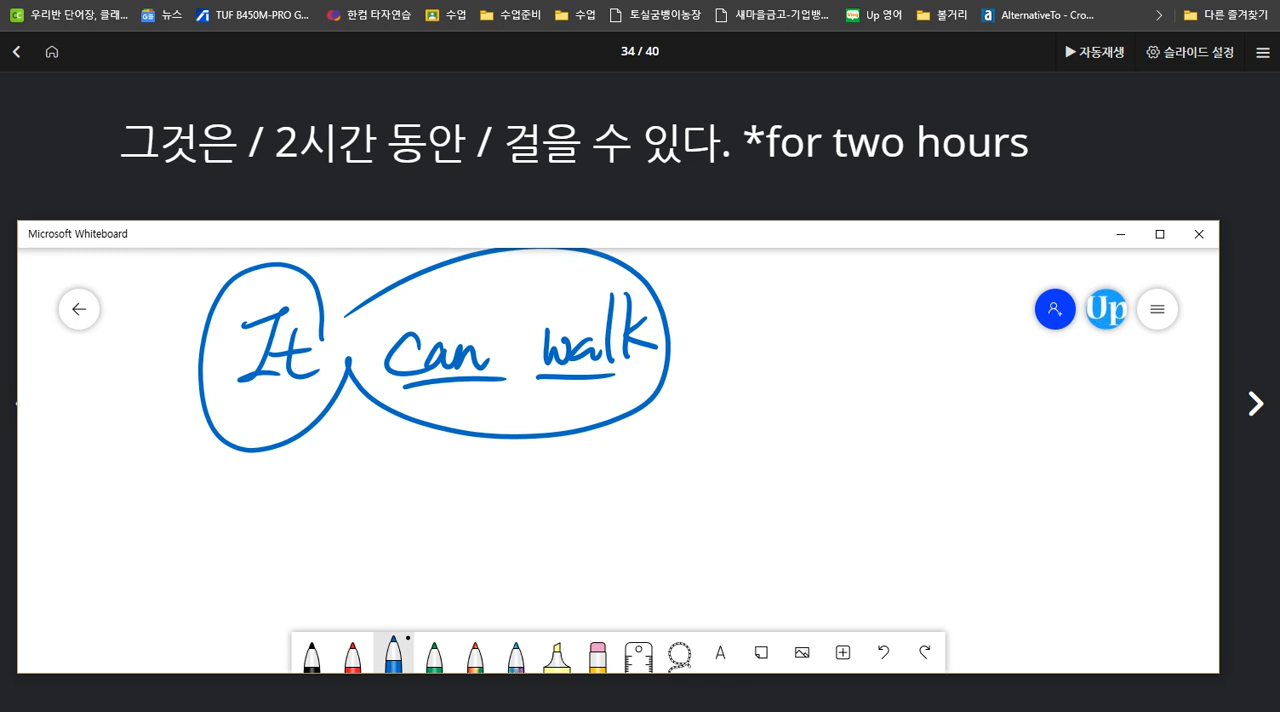 우리반 단어장, 클래...
뉴스
TUF B450M-PRO G...
한컴 타자연습
수업
수업준비
수업
토실궁뱅이농장
새마을금고-기업뱅...
Up 영어
볼거리
AlternativeTo - Cro...
다른 즐겨찾기
34 / 40
자동재생
슬라이드 설정
그것은 / 2시간 동안 / 걸을 수 있다. *for two hours
Microsoft Whiteboard
Up
It can walk
A